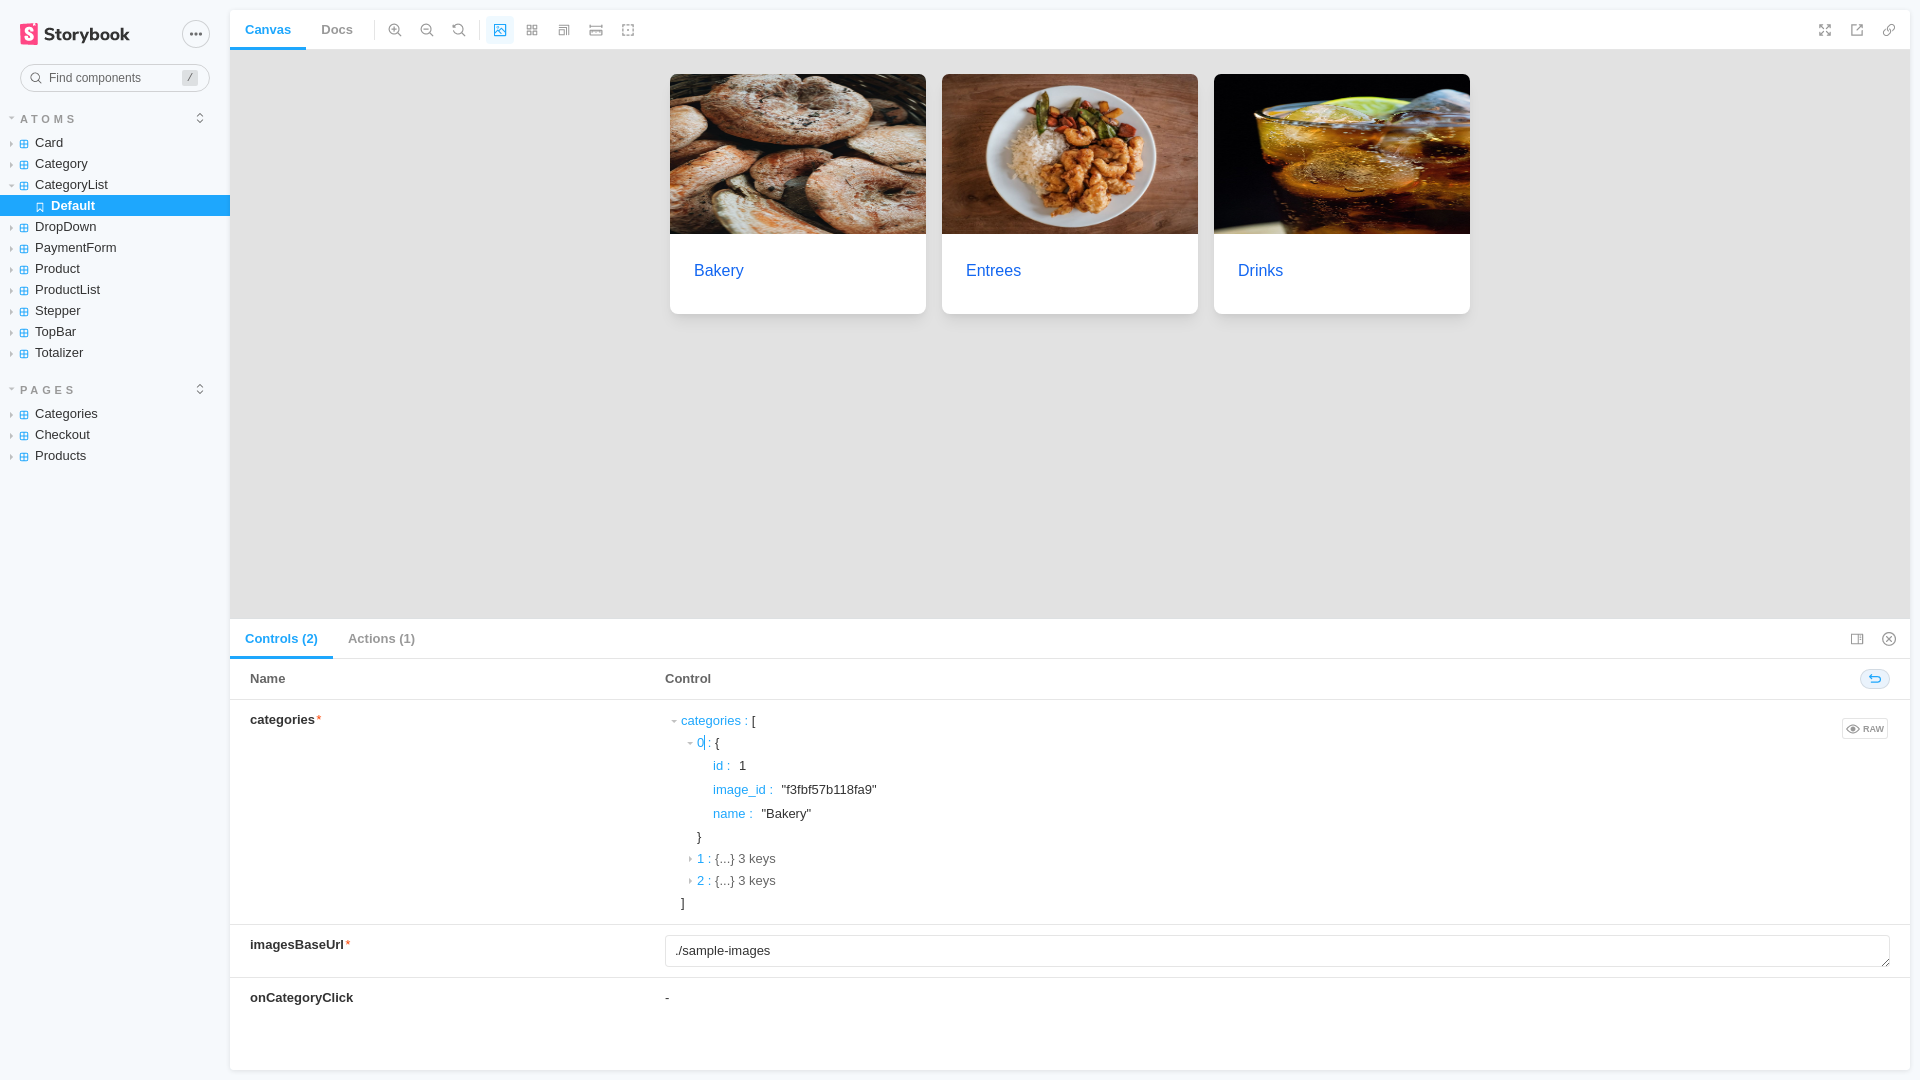 Storybook
Find components /
ATOMS
Card
Category
CategoryList
Default
DropDown
PaymentForm
Product
ProductList
Stepper
TopBar
Totalizer
PAGES
Categories
Checkout
Products
Canvas Docs
Bakery Entrees Drinks
Controls (2) Actions (1)
Name Control
categories* categories : [ RAW
0 : {
id : 1
image_id : "f3fbf57b118fa9"
name : "Bakery"
}
1 : {...} 3 keys
2 : {...} 3 keys
]
imagesBaseUrl* ./sample-images
onCategoryClick -